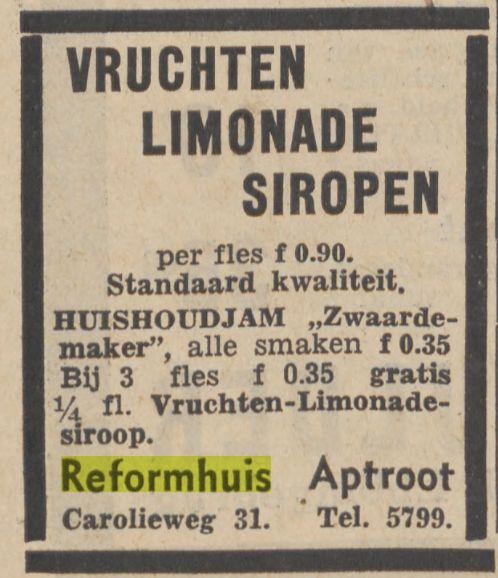 VRUCHTEN
LIMONADE
SIROPEN
per fles f 0.90.
Standaard kwaliteit.
HUISHOUDJAM „Zwaarde-
maker”, alle smaken f 0.35
Bij 3 fles f 0.35 gratis
¼ fl. Vruchten-Limonade-
siroop.
Reformhuis Aptroot
Carolieweg 31. Tel. 5799.